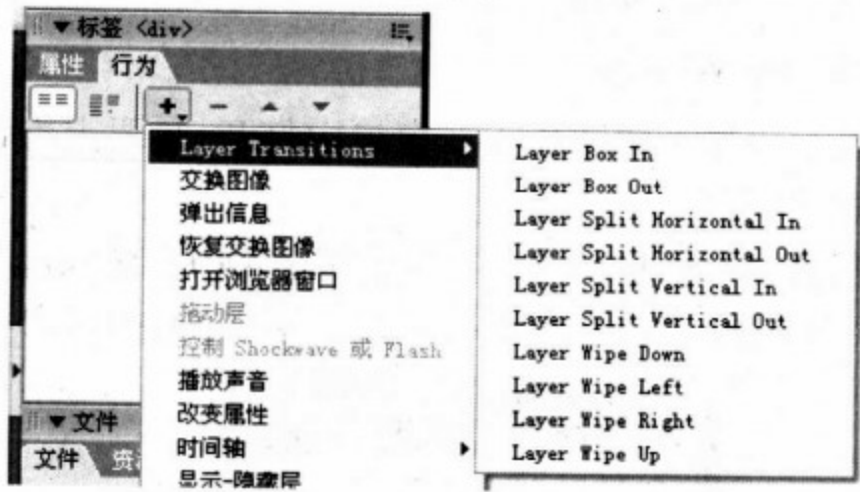 标签 <div>
属性 行为
Layer Transitions
交换图像
弹出信息
恢复交换图像
打开浏览器窗口
拖动层
控制 Shockwave 或 Flash
播放声音
改变属性
时间轴
显示-隐藏层
Layer Box In
Layer Box Out
Layer Split Horizontal In
Layer Split Horizontal Out
Layer Split Vertical In
Layer Split Vertical Out
Layer Wipe Down
Layer Wipe Left
Layer Wipe Right
Layer Wipe Up
文件
文件 资